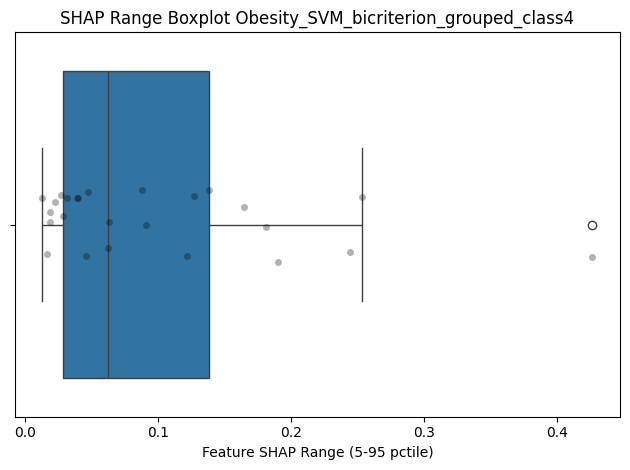 SHAP Range Boxplot Obesity_SVM_bicriterion_grouped_class4
0.0 0.1 0.2 0.3 0.4
Feature SHAP Range (5-95 pctile)